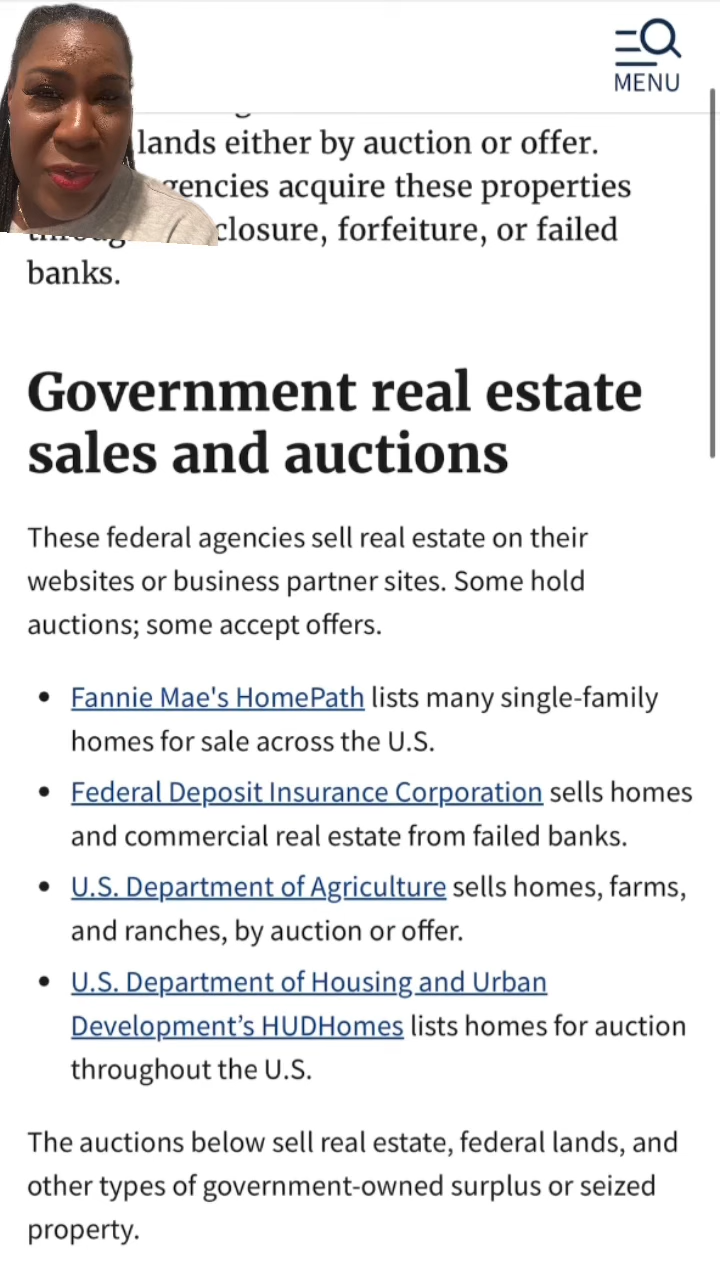 MENU
lands either by auction or offer.
gencies acquire these properties
closure, forfeiture, or failed
banks.
Government real estate
sales and auctions
These federal agencies sell real estate on their
websites or business partner sites. Some hold
auctions; some accept offers.
• Fannie Mae's HomePath lists many single-family
homes for sale across the U.S.
• Federal Deposit Insurance Corporation sells homes
and commercial real estate from failed banks.
• U.S. Department of Agriculture sells homes, farms,
and ranches, by auction or offer.
• U.S. Department of Housing and Urban
Development’s HUDHomes lists homes for auction
throughout the U.S.
The auctions below sell real estate, federal lands, and
other types of government-owned surplus or seized
property.